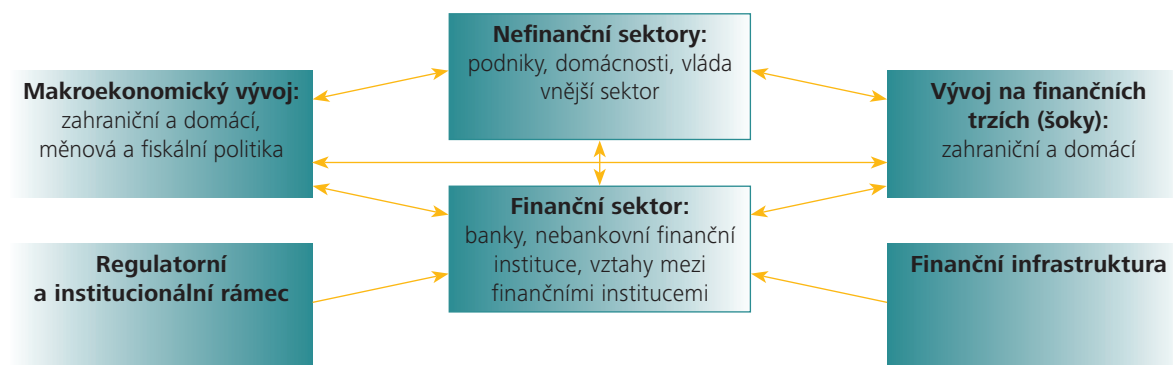 Nefinanční sektory:
podniky, domácnosti, vláda
vnější sektor
Makroekonomický vývoj:
zahraniční a domácí,
měnová a fiskální politika
Vývoj na finančních
trzích (šoky):
zahraniční a domácí
Finanční sektor:
banky, nebankovní finanční
instituce, vztahy mezi
finančními institucemi
Regulatorní
a institucionální rámec
Finanční infrastruktura